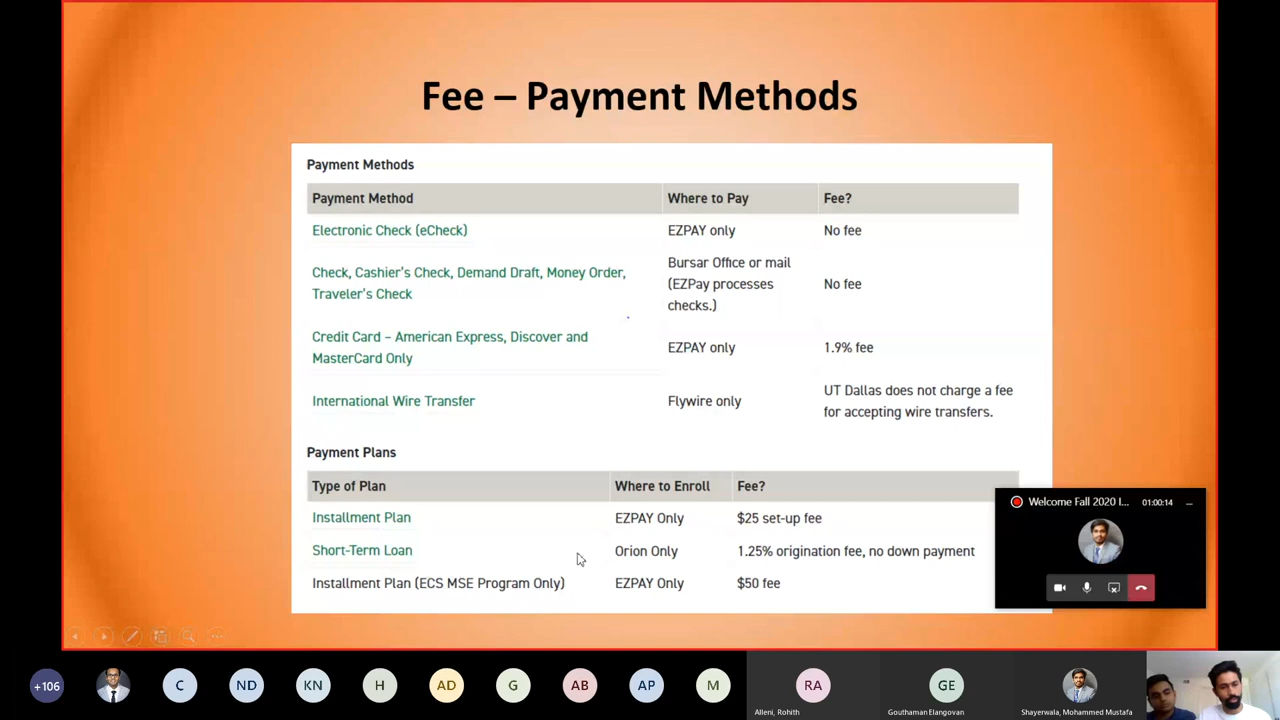 Fee – Payment Methods
Payment Methods
Payment Method Where to Pay Fee?
Electronic Check (eCheck) EZPAY only No fee
Check, Cashier's Check, Demand Draft, Money Order,
Traveler's Check
Bursar Office or mail
(EZPay processes
checks.)
No fee
Credit Card – American Express, Discover and
MasterCard Only
EZPAY only
1.9% fee
International Wire Transfer
Flywire only
UT Dallas does not charge a fee
for accepting wire transfers.
Payment Plans
Type of Plan Where to Enroll Fee?
Installment Plan EZPAY Only $25 set-up fee
Short-Term Loan Orion Only 1.25% origination fee, no down payment
Installment Plan (ECS MSE Program Only) EZPAY Only $50 fee
Welcome Fall 2020 I... 01:00:14
+106 C ND KN H AD G AB AP M RA GE
Alleni, Rohith Gouthaman Elangovan Shayerwala, Mohammed Mustafa